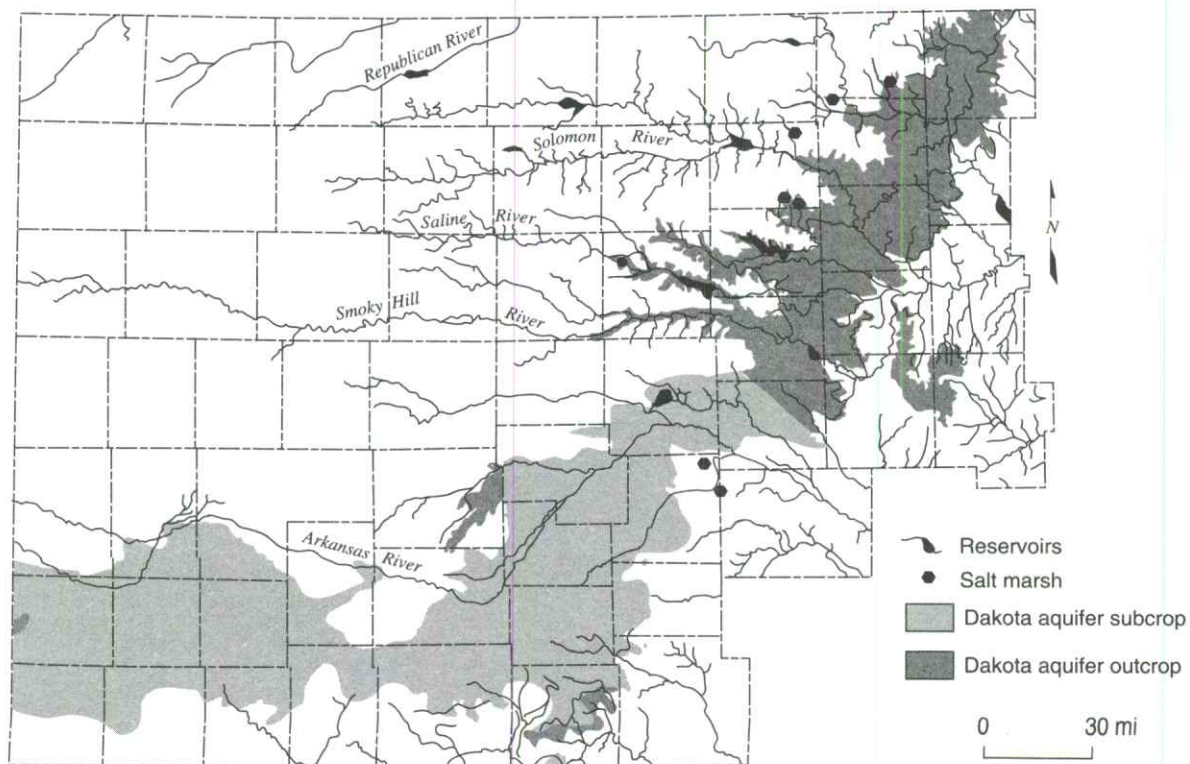 Republican River
Solomon River
Saline River
Smoky Hill River
N
Arkansas River
Reservoirs
Salt marsh
Dakota aquifer subcrop
Dakota aquifer outcrop
0 30 mi